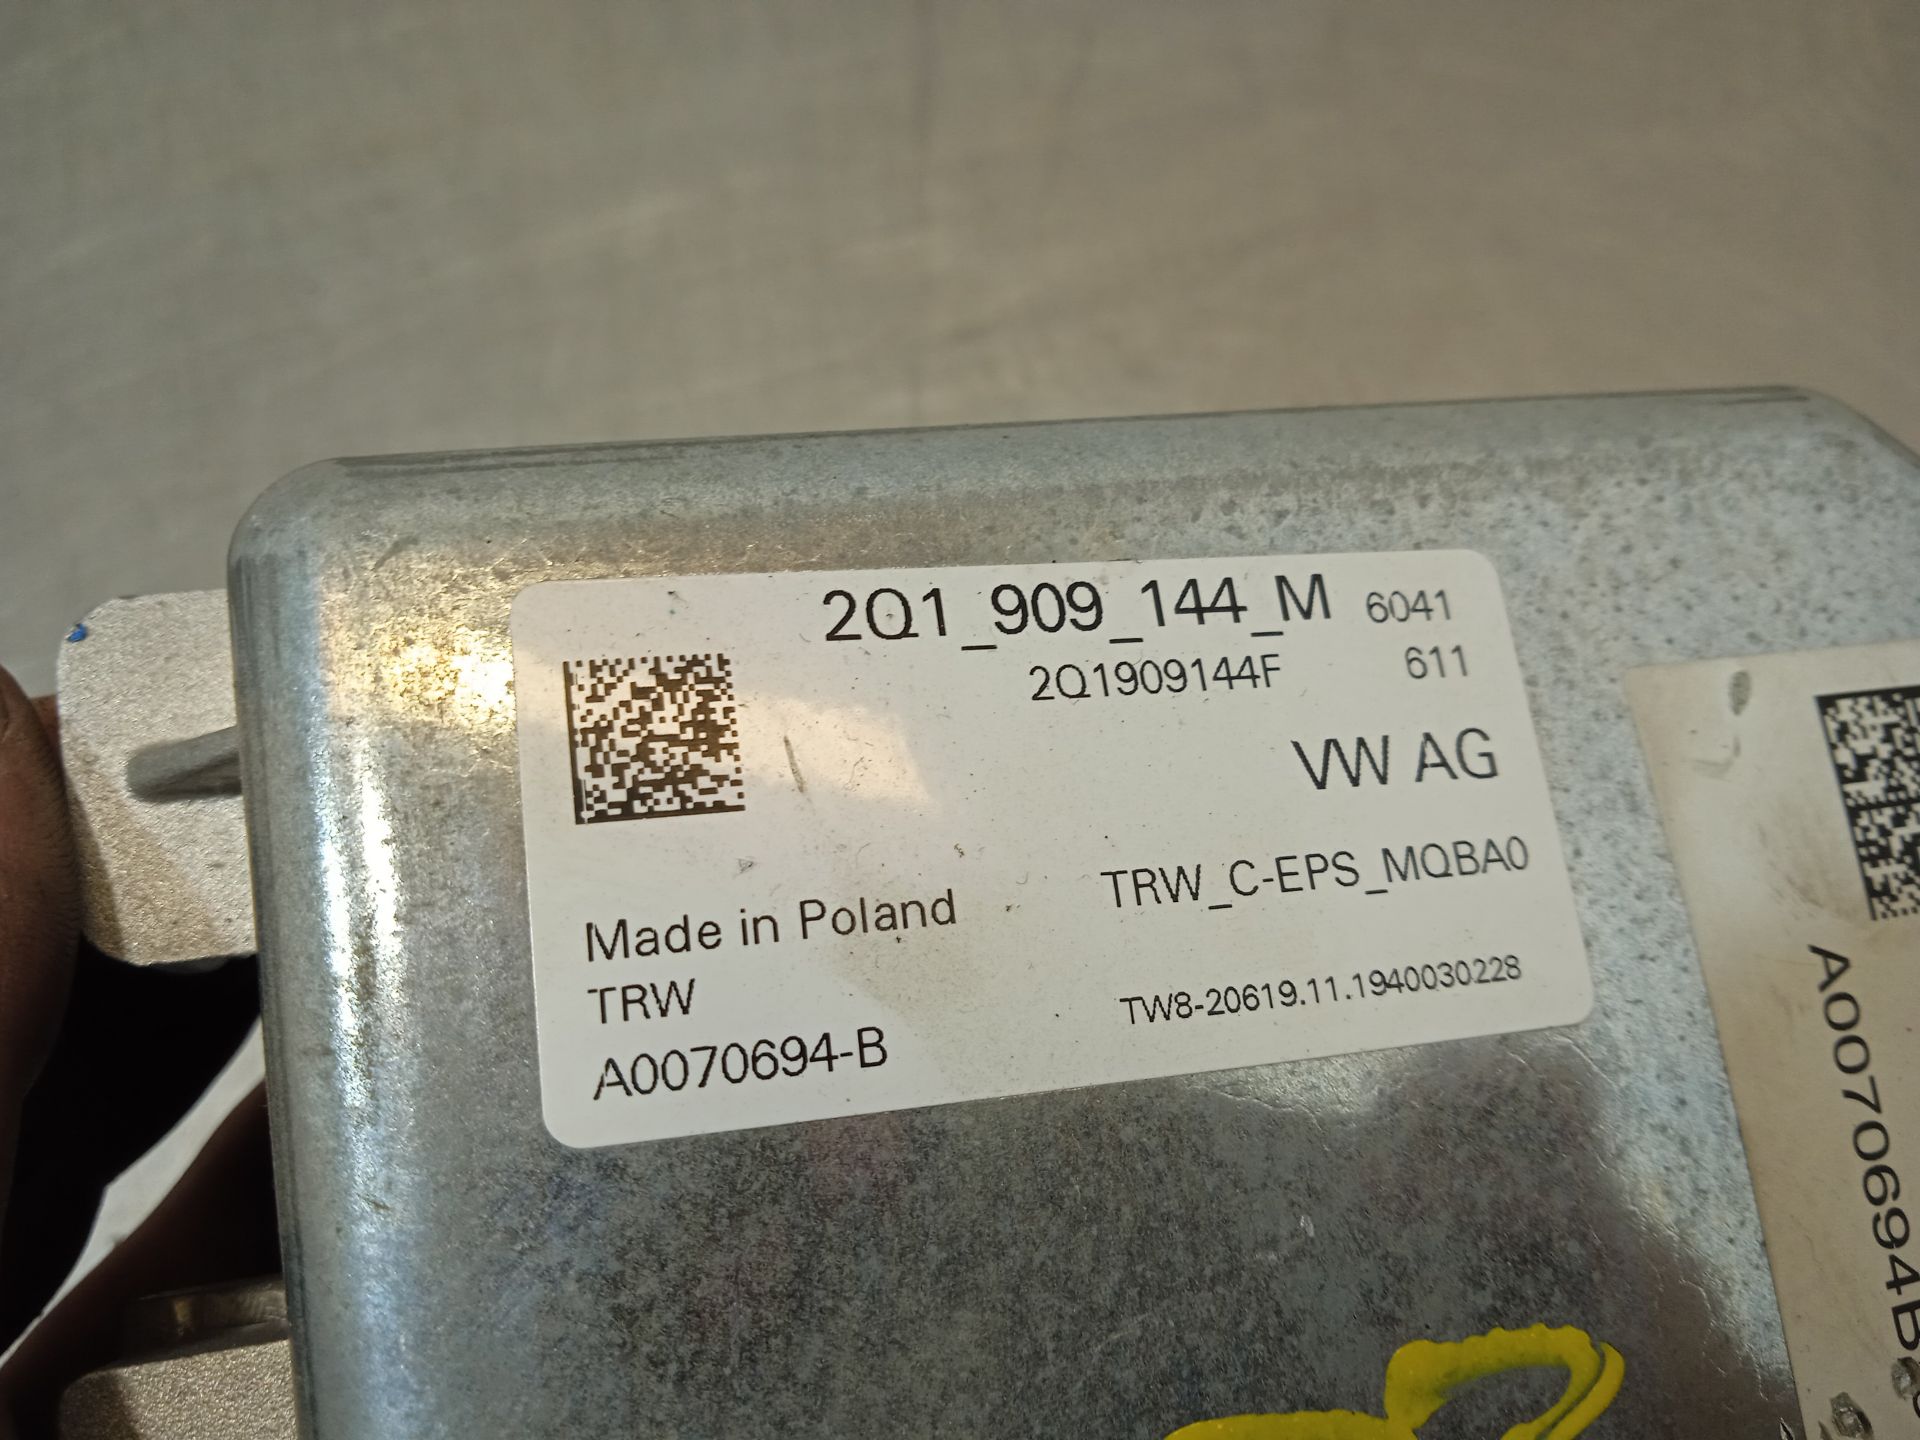 2Q1_909_144_M 6041
2Q1909144F 611
VW AG
TRW_C-EPS_MQBA0
Made in Poland
TRW
TW8-20619.11.1940030228
A0070694-B
A0070694B